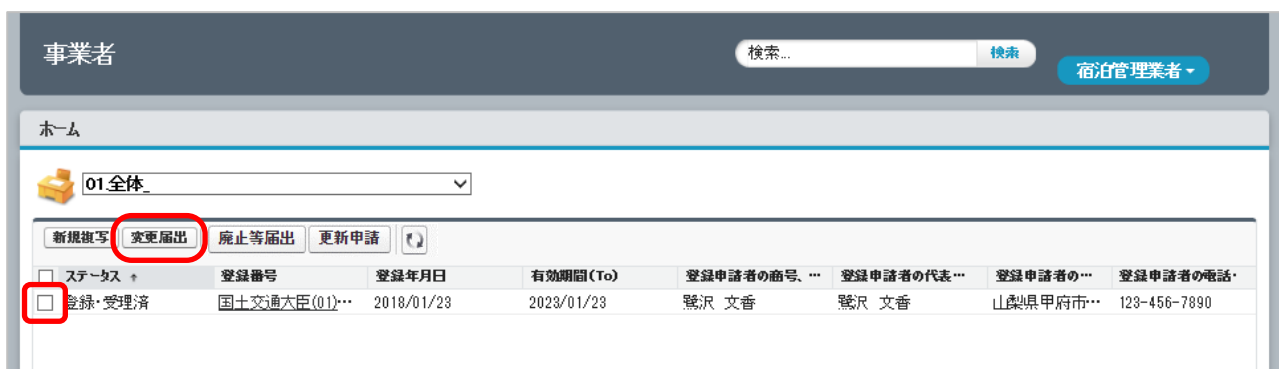 事業者
検索...
検索
宿泊管理業者
ホーム
01.全体_
新規複写 変更届出 廃止等届出 更新申請
ステータス ↑ 登録番号 登録年月日 有効期間(To) 登録申請者の商号、… 登録申請者の代表… 登録申請者の… 登録申請者の電話・
登録・受理済 国土交通大臣(01)… 2018/01/23 2023/01/23 鷺沢 文香 鷺沢 文香 山梨県甲府市… 123-456-7890